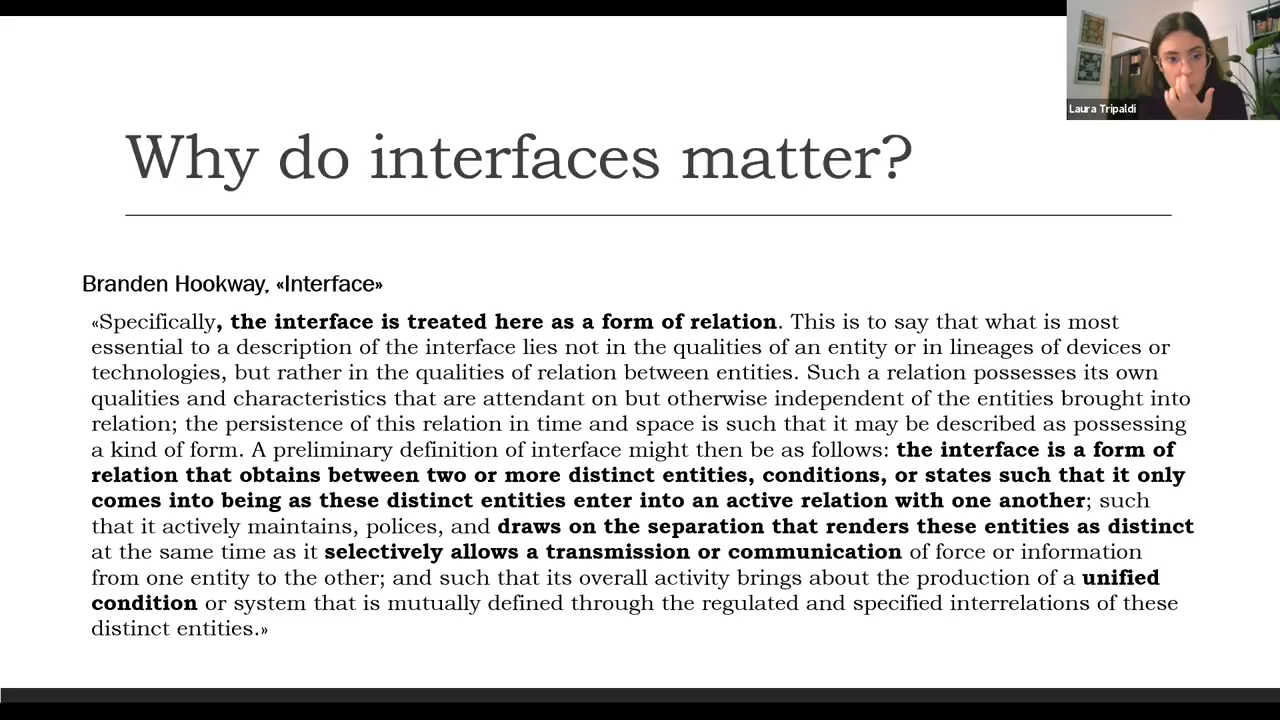 Laura Tripaldi
Why do interfaces matter?
Branden Hookway, «Interface»
«Specifically, the interface is treated here as a form of relation. This is to say that what is most
essential to a description of the interface lies not in the qualities of an entity or in lineages of devices or
technologies, but rather in the qualities of relation between entities. Such a relation possesses its own
qualities and characteristics that are attendant on but otherwise independent of the entities brought into
relation; the persistence of this relation in time and space is such that it may be described as possessing
a kind of form. A preliminary definition of interface might then be as follows: the interface is a form of
relation that obtains between two or more distinct entities, conditions, or states such that it only
comes into being as these distinct entities enter into an active relation with one another; such
that it actively maintains, polices, and draws on the separation that renders these entities as distinct
at the same time as it selectively allows a transmission or communication of force or information
from one entity to the other; and such that its overall activity brings about the production of a unified
condition or system that is mutually defined through the regulated and specified interrelations of these
distinct entities.»